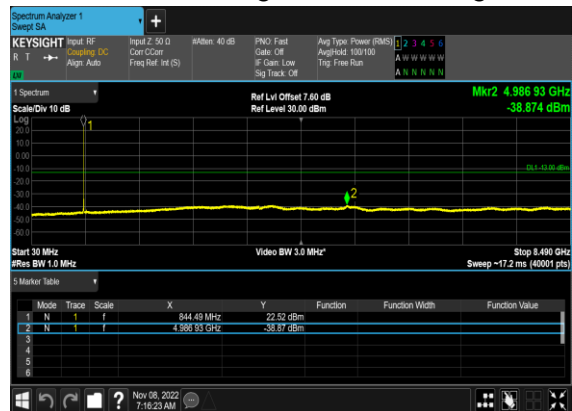 Spectrum Analyzer 1
Swept SA
+
KEYSIGHT Input: RF Input Z: 50 Ω #Atten: 40 dB PNO: Fast Avg Type: Power (RMS) 1 2 3 4 5 6
R T Coupling: DC Corr CCorr Gate: Off Avg|Hold: 100/100 A W W W W W
Align: Auto Freq Ref: Int (S) IF Gain: Low Trig: Free Run
Sig Track: Off A N N N N N
1 Spectrum Ref Lvl Offset 7.60 dB Mkr2 4.986 93 GHz
Scale/Div 10 dB Ref Level 30.00 dBm -38.874 dBm
Log
20.0
10.0
0.00
-10.0
-20.0
-30.0
-40.0
-50.0
-60.0
1
2
DL1 -13.00 dBm
Start 30 MHz Video BW 3.0 MHz* Stop 8.490 GHz
#Res BW 1.0 MHz Sweep ~17.2 ms (40001 pts)
5 Marker Table
Mode Trace Scale X Y Function Function Width Function Value
1 N 1 f 844.49 MHz 22.52 dBm
2 N 1 f 4.986 93 GHz -38.87 dBm
3
4
5
6
? Nov 08, 2022
7:16:23 AM